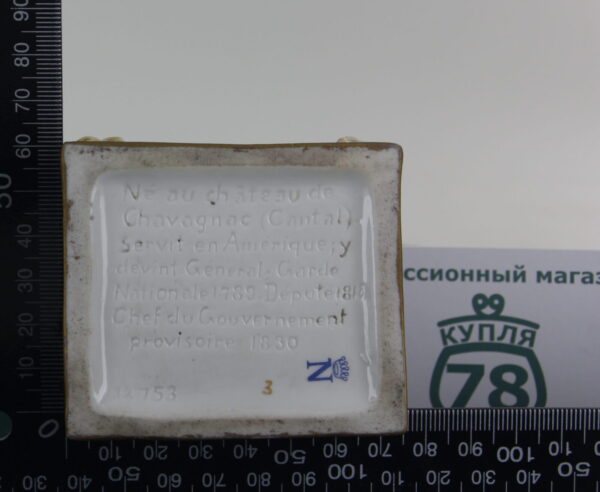 Né au château de
Chavagnac (Cantal)
Servit en Amérique; y
devint Général-Garde
Nationale 1789. Député 1818
Chef du Gouvernement
provisoire 1830
753
3
N
ссионный магаз
КУПЛЯ
78